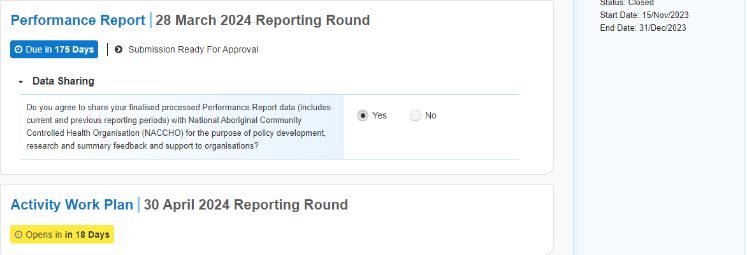 Performance Report | 28 March 2024 Reporting Round
Due in 175 Days | Submission Ready For Approval
Data Sharing
Do you agree to share your finalised processed Performance Report data (includes
current and previous reporting periods) with National Aboriginal Community
Controlled Health Organisation (NACCHO) for the purpose of policy development,
research and summary feedback and support to organisations?
Yes No
Activity Work Plan | 30 April 2024 Reporting Round
Opens in in 18 Days
Status: Closed
Start Date: 15/Nov/2023
End Date: 31/Dec/2023